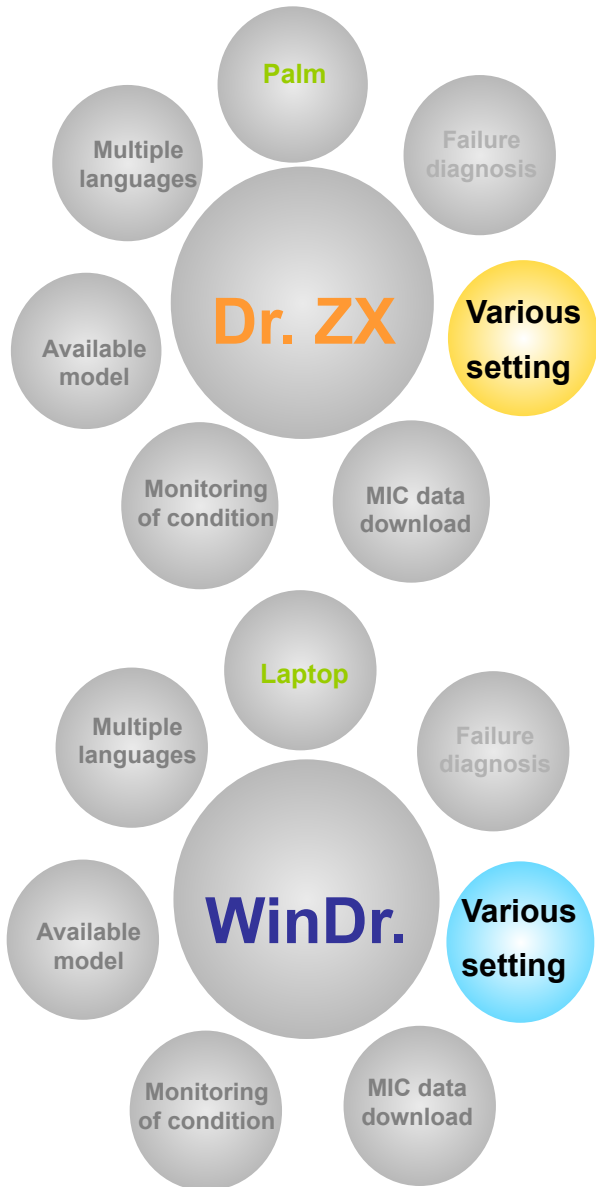 Palm
Multiple
languages
Failure
diagnosis
Dr. ZX
Various
setting
Available
model
Monitoring
of condition
MIC data
download
Laptop
Multiple
languages
Failure
diagnosis
WinDr.
Various
setting
Available
model
Monitoring
of condition
MIC data
download